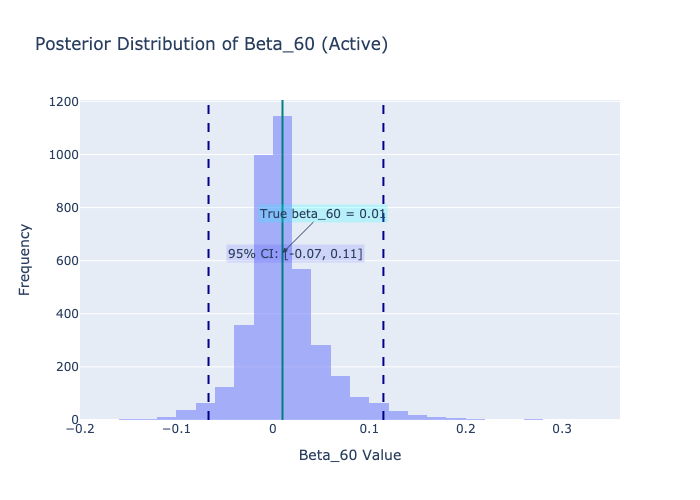 Posterior Distribution of Beta_60 (Active)
1200
1000
800
600
400
200
0
True beta_60 = 0.01
95% CI: [-0.07, 0.11]
−0.2
−0.1
0
0.1
0.2
0.3
Frequency
Beta_60 Value